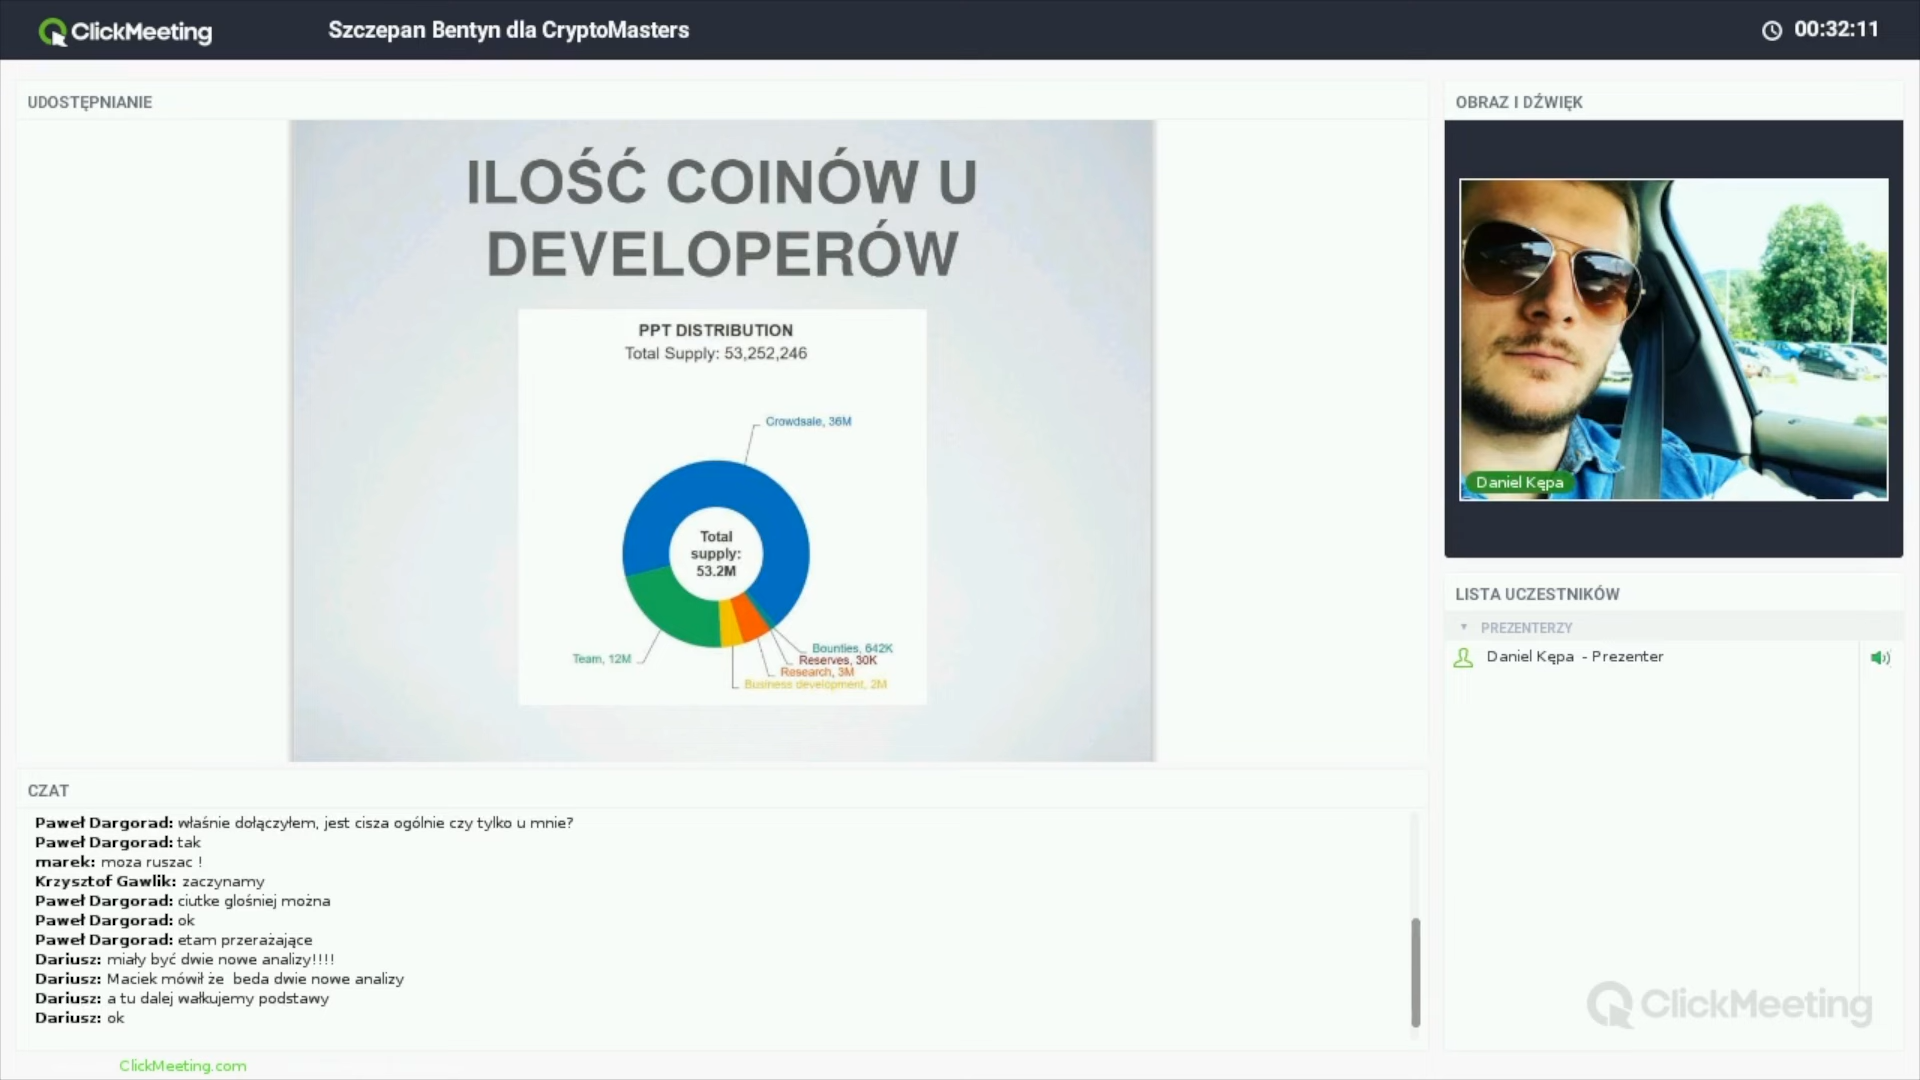 ClickMeeting
Szczepan Bentyn dla CryptoMasters
00:32:11
UDOSTĘPNIANIE
ILOŚĆ COINÓW U
DEVELOPERÓW
PPT DISTRIBUTION
Total Supply: 53,252,246
Crowdsale, 36M
Total
supply:
53.2M
Team, 12M
Bounties, 642K
Reserves, 30K
Research, 3M
Business development, 2M
OBRAZ I DŹWIĘK
Daniel Kępa
LISTA UCZESTNIKÓW
PREZENTERZY
Daniel Kępa - Prezenter
CZAT
Paweł Dargorad: właśnie dołączyłem, jest cisza ogólnie czy tylko u mnie?
Paweł Dargorad: tak
marek: moza ruszac !
Krzysztof Gawlik: zaczynamy
Paweł Dargorad: ciutke glośniej można
Paweł Dargorad: ok
Paweł Dargorad: etam przerażające
Dariusz: miały być dwie nowe analizy!!!!
Dariusz: Maciek mówił że  beda dwie nowe analizy
Dariusz: a tu dalej wałkujemy podstawy
Dariusz: ok
ClickMeeting
ClickMeeting.com